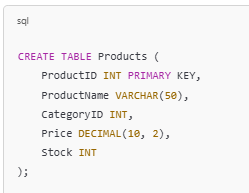 sql
CREATE TABLE Products (
    ProductID INT PRIMARY KEY,
    ProductName VARCHAR(50),
    CategoryID INT,
    Price DECIMAL(10, 2),
    Stock INT
);